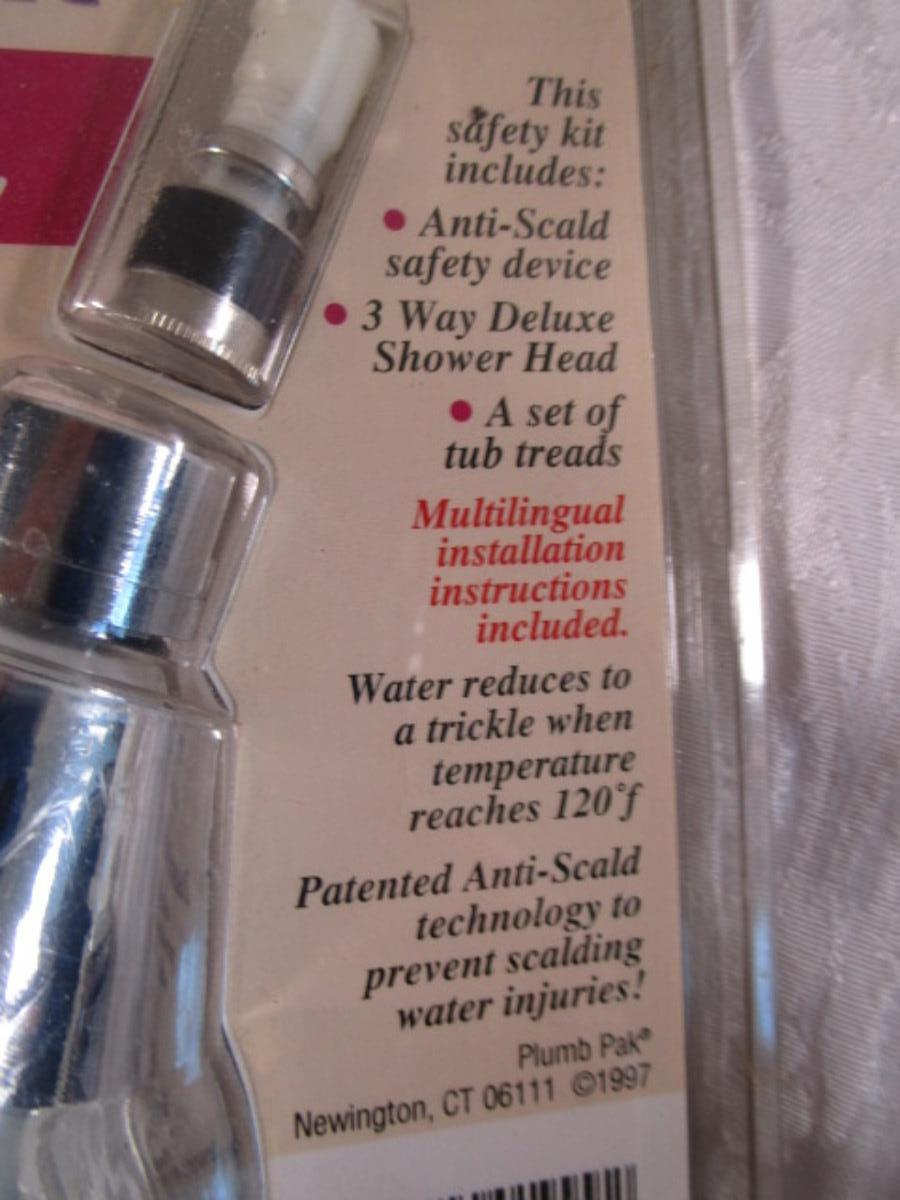 This
safety kit
includes:
• Anti-Scald
safety device
• 3 Way Deluxe
Shower Head
• A set of
tub treads
Multilingual
installation
instructions
included.
Water reduces to
a trickle when
temperature
reaches 120°f
Patented Anti-Scald
technology to
prevent scalding
water injuries!
Plumb Pak®
Newington, CT 06111 ©1997